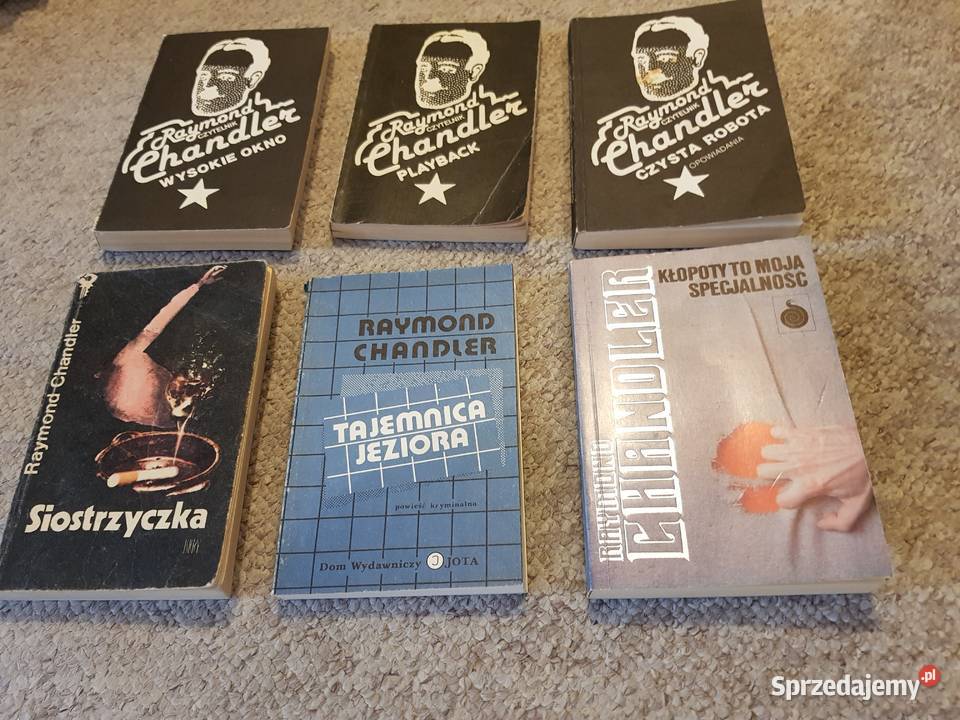 Raymond
CZYTELNIK
Chandler
WYSOKIE OKNO
Raymond
CZYTELNIK
Chandler
PLAYBACK
Raymond
CZYTELNIK
Chandler
CZYSTA ROBOTA
OPOWIADANIA
Raymond Chandler
Siostrzyczka
RAYMOND
CHANDLER
TAJEMNICA
JEZIORA
powieść kryminalna
Dom Wydawniczy JOTA
KŁOPOTY TO MOJA
SPECJALNOŚĆ
RAYMOND
CHANDLER
Sprzedajemy.pl